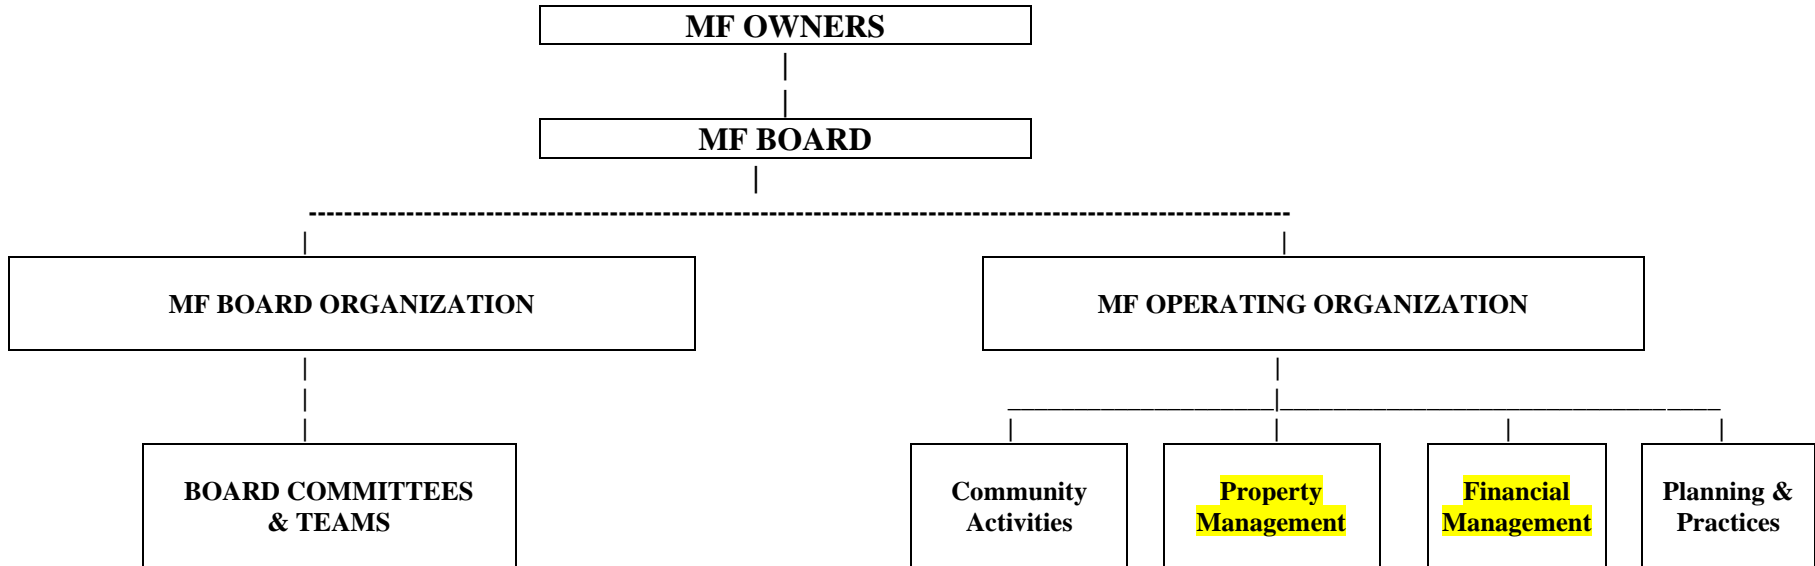 MF OWNERS
MF BOARD
MF BOARD ORGANIZATION
MF OPERATING ORGANIZATION
BOARD COMMITTEES
& TEAMS
Community
Activities
Property
Management
Financial
Management
Planning &
Practices